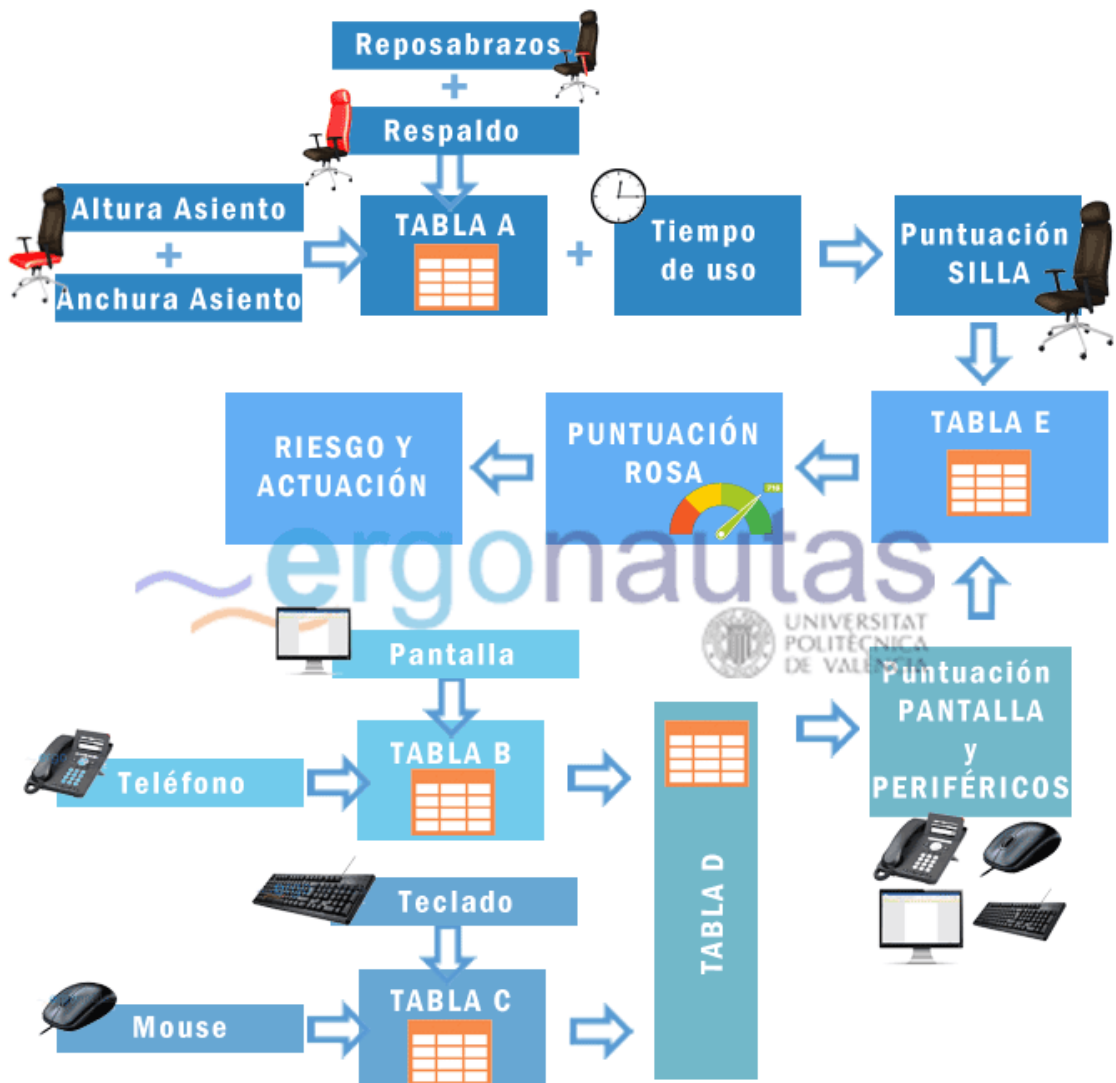 Reposabrazos
+
Respaldo
Altura Asiento
+
Anchura Asiento
TABLA A
+
Tiempo
de uso
Puntuación
SILLA
RIESGO Y
ACTUACIÓN
PUNTUACIÓN
ROSA
TABLA E
ergonautas
UNIVERSITAT
POLITÈCNICA
DE VALÈNCIA
Pantalla
Teléfono
TABLA B
Puntuación
PANTALLA
y
PERIFÉRICOS
TABLA D
Teclado
Mouse
TABLA C